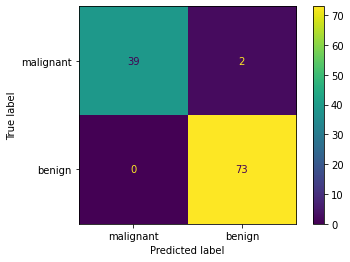 malignant 39 2
benign 0 73
malignant benign
Predicted label
True label
70
60
50
40
30
20
10
0